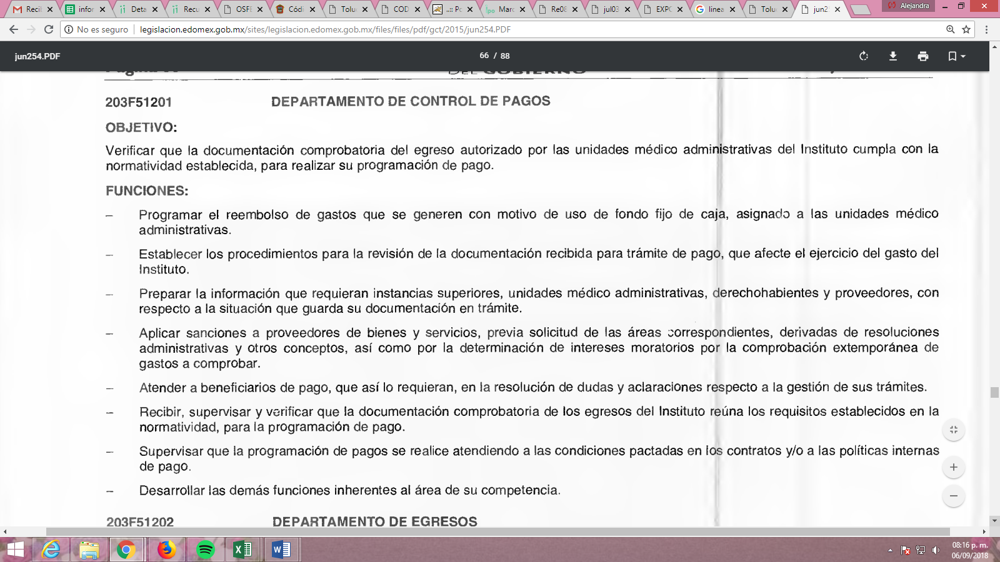 Recib
infor
Deta
Recu
OSFE
Códi
Tolu
COD
..:: Po
Marc
Re08
jul03
EXPO
linea
Tolu
jun2
Alejandra
No es seguro
legislacion.edomex.gob.mx/sites/legislacion.edomex.gob.mx/files/files/pdf/gct/2015/jun254.PDF
jun254.PDF
66 / 88
DEL GOBIERNO
203F51201 DEPARTAMENTO DE CONTROL DE PAGOS
OBJETIVO:
Verificar que la documentación comprobatoria del egreso autorizado por las unidades médico administrativas del Instituto cumpla con la
normatividad establecida, para realizar su programación de pago.
FUNCIONES:
– Programar el reembolso de gastos que se generen con motivo de uso de fondo fijo de caja, asignado a las unidades médico
administrativas.
– Establecer los procedimientos para la revisión de la documentación recibida para trámite de pago, que afecte el ejercicio del gasto del
Instituto.
– Preparar la información que requieran instancias superiores, unidades médico administrativas, derechohabientes y proveedores, con
respecto a la situación que guarda su documentación en trámite.
– Aplicar sanciones a proveedores de bienes y servicios, previa solicitud de las áreas correspondientes, derivadas de resoluciones
administrativas y otros conceptos, así como por la determinación de intereses moratorios por la comprobación extemporánea de
gastos a comprobar.
– Atender a beneficiarios de pago, que así lo requieran, en la resolución de dudas y aclaraciones respecto a la gestión de sus trámites.
– Recibir, supervisar y verificar que la documentación comprobatoria de los egresos del Instituto reúna los requisitos establecidos en la
normatividad, para la programación de pago.
– Supervisar que la programación de pagos se realice atendiendo a las condiciones pactadas en los contratos y/o a las políticas internas
de pago.
– Desarrollar las demás funciones inherentes al área de su competencia.
203F51202 DEPARTAMENTO DE EGRESOS
08:16 p. m.
06/09/2018